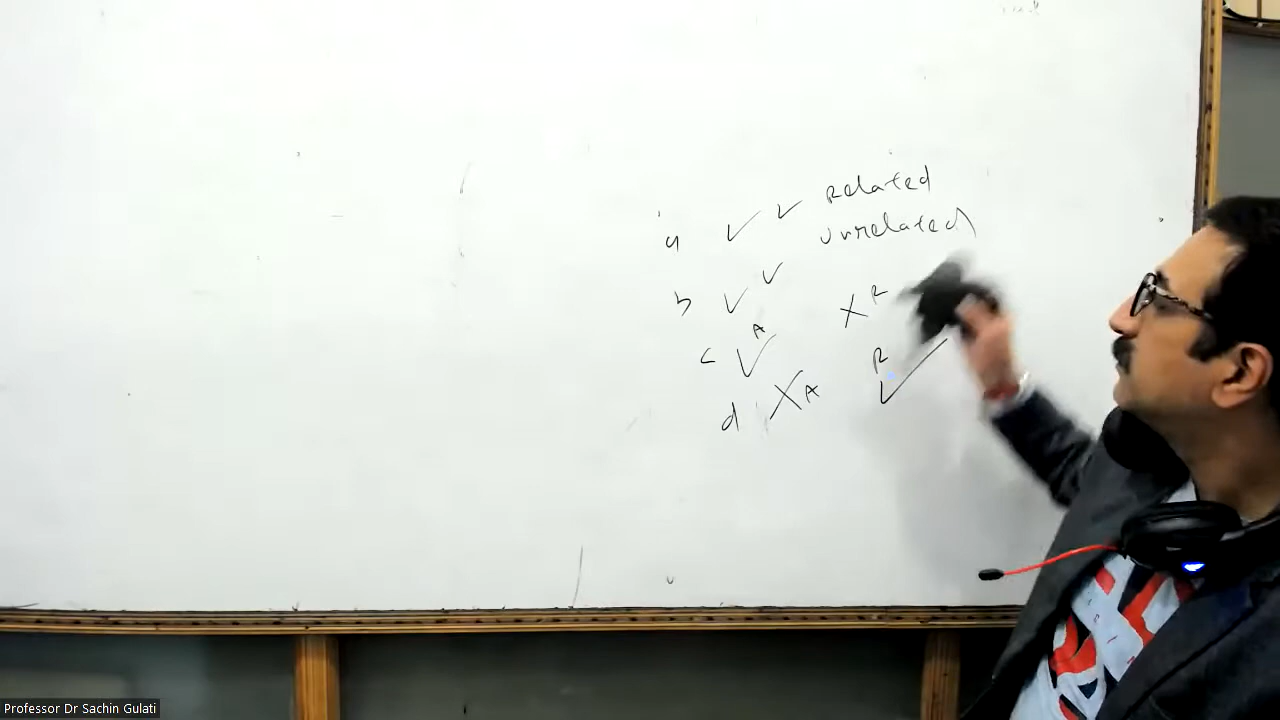 a ✓ ✓ related
unrelated
b ✓ ✓
c ✓ A X R
d X A R ✓
Professor Dr Sachin Gulati